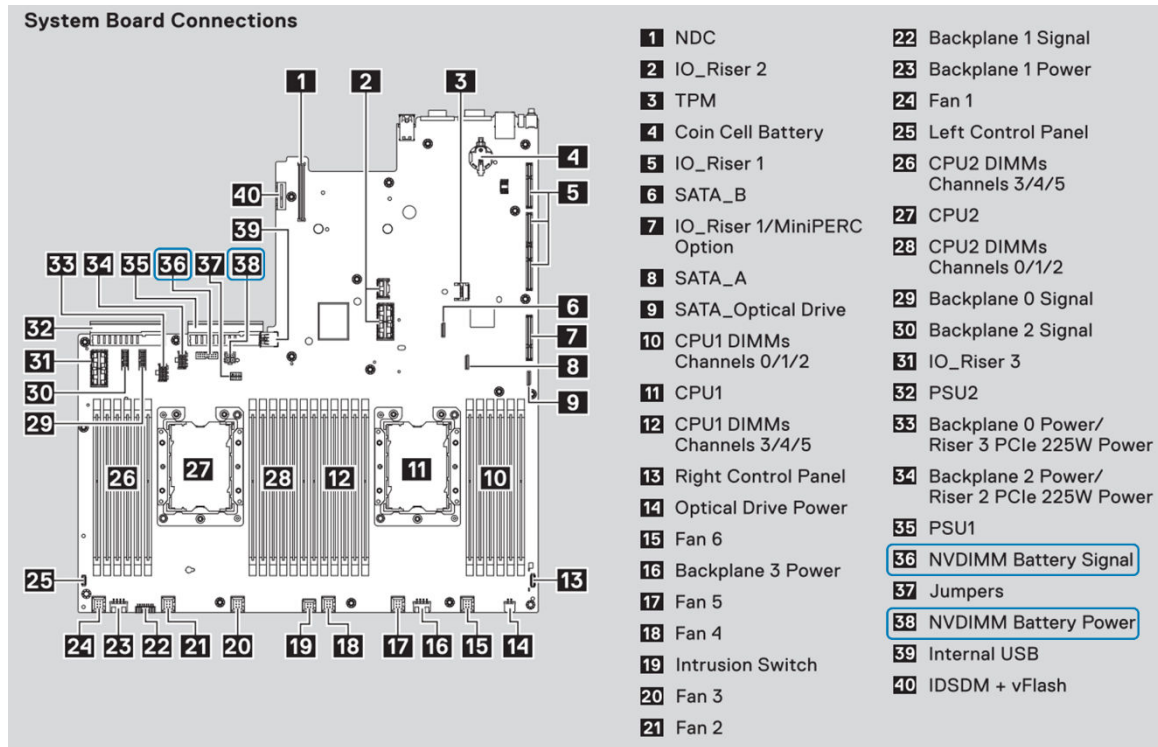 System Board Connections
1 2 3
4
40
5
39
33 34 35 36 37 38
6
32
7
31
8
30
9
29
26 27 28 12 11 10
25 13
24 23 22 21 20 19 18 17 16 15 14
1 NDC
2 IO_Riser 2
3 TPM
4 Coin Cell Battery
5 IO_Riser 1
6 SATA_B
7 IO_Riser 1/MiniPERC
Option
8 SATA_A
9 SATA_Optical Drive
10 CPU1 DIMMs
Channels 0/1/2
11 CPU1
12 CPU1 DIMMs
Channels 3/4/5
13 Right Control Panel
14 Optical Drive Power
15 Fan 6
16 Backplane 3 Power
17 Fan 5
18 Fan 4
19 Intrusion Switch
20 Fan 3
21 Fan 2
22 Backplane 1 Signal
23 Backplane 1 Power
24 Fan 1
25 Left Control Panel
26 CPU2 DIMMs
Channels 3/4/5
27 CPU2
28 CPU2 DIMMs
Channels 0/1/2
29 Backplane 0 Signal
30 Backplane 2 Signal
31 IO_Riser 3
32 PSU2
33 Backplane 0 Power/
Riser 3 PCIe 225W Power
34 Backplane 2 Power/
Riser 2 PCIe 225W Power
35 PSU1
36 NVDIMM Battery Signal
37 Jumpers
38 NVDIMM Battery Power
39 Internal USB
40 IDSDM + vFlash